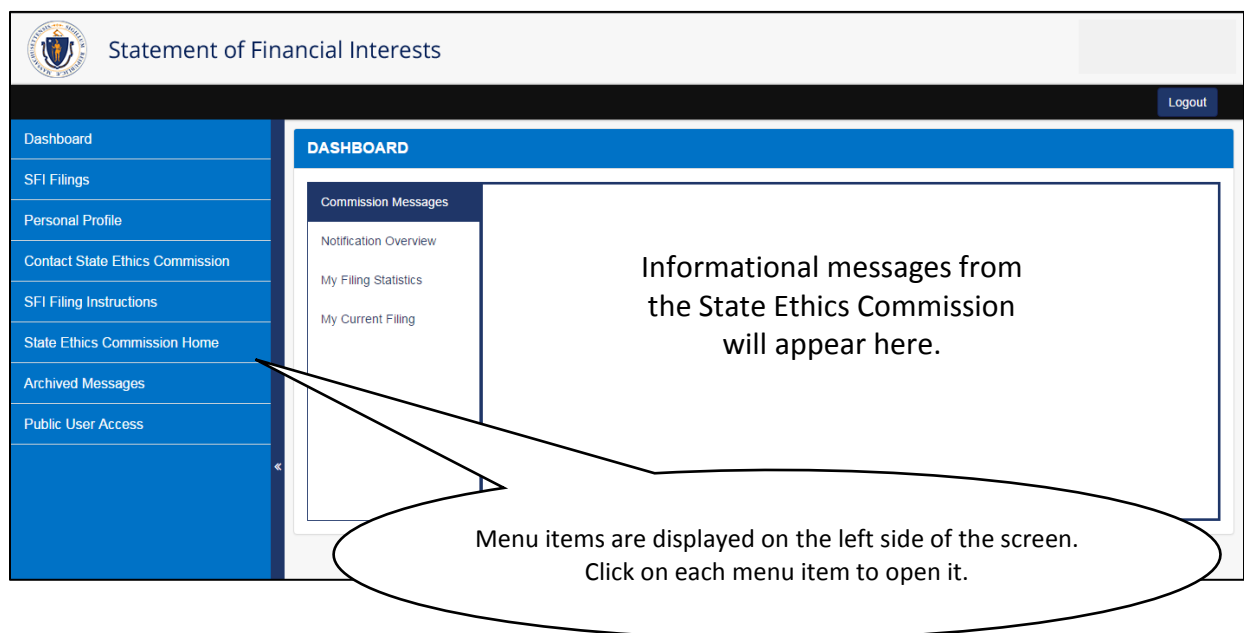 Statement of Financial Interests
Logout
Dashboard
SFI Filings
Personal Profile
Contact State Ethics Commission
SFI Filing Instructions
State Ethics Commission Home
Archived Messages
Public User Access
«
DASHBOARD
Commission Messages
Notification Overview
My Filing Statistics
My Current Filing
Informational messages from
the State Ethics Commission
will appear here.
Menu items are displayed on the left side of the screen.
Click on each menu item to open it.